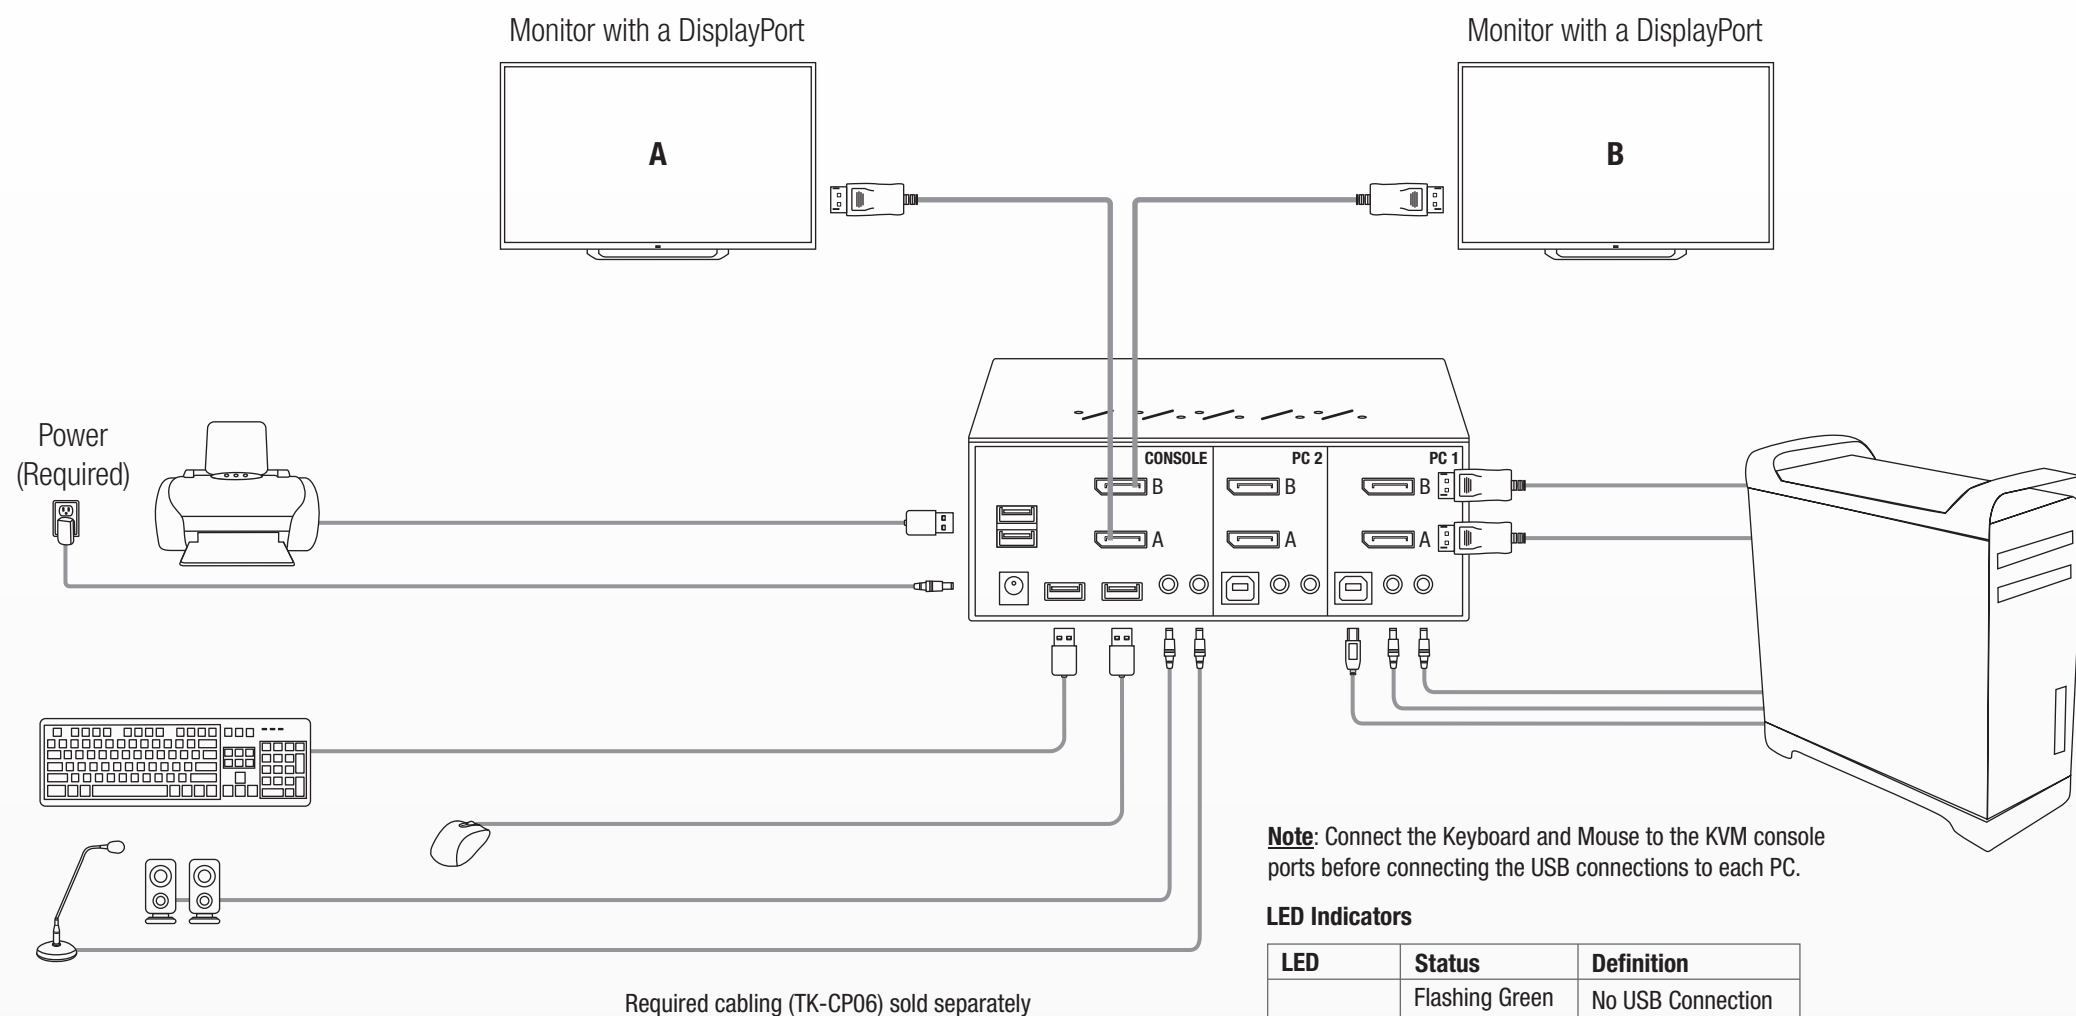 Monitor with a DisplayPort
Monitor with a DisplayPort
A
B
Power
(Required)
CONSOLE
PC 2
PC 1
B
B
B
A
A
A
Note: Connect the Keyboard and Mouse to the KVM console
ports before connecting the USB connections to each PC.
LED Indicators
LED Status Definition
Flashing Green No USB Connection
Required cabling (TK-CP06) sold separately